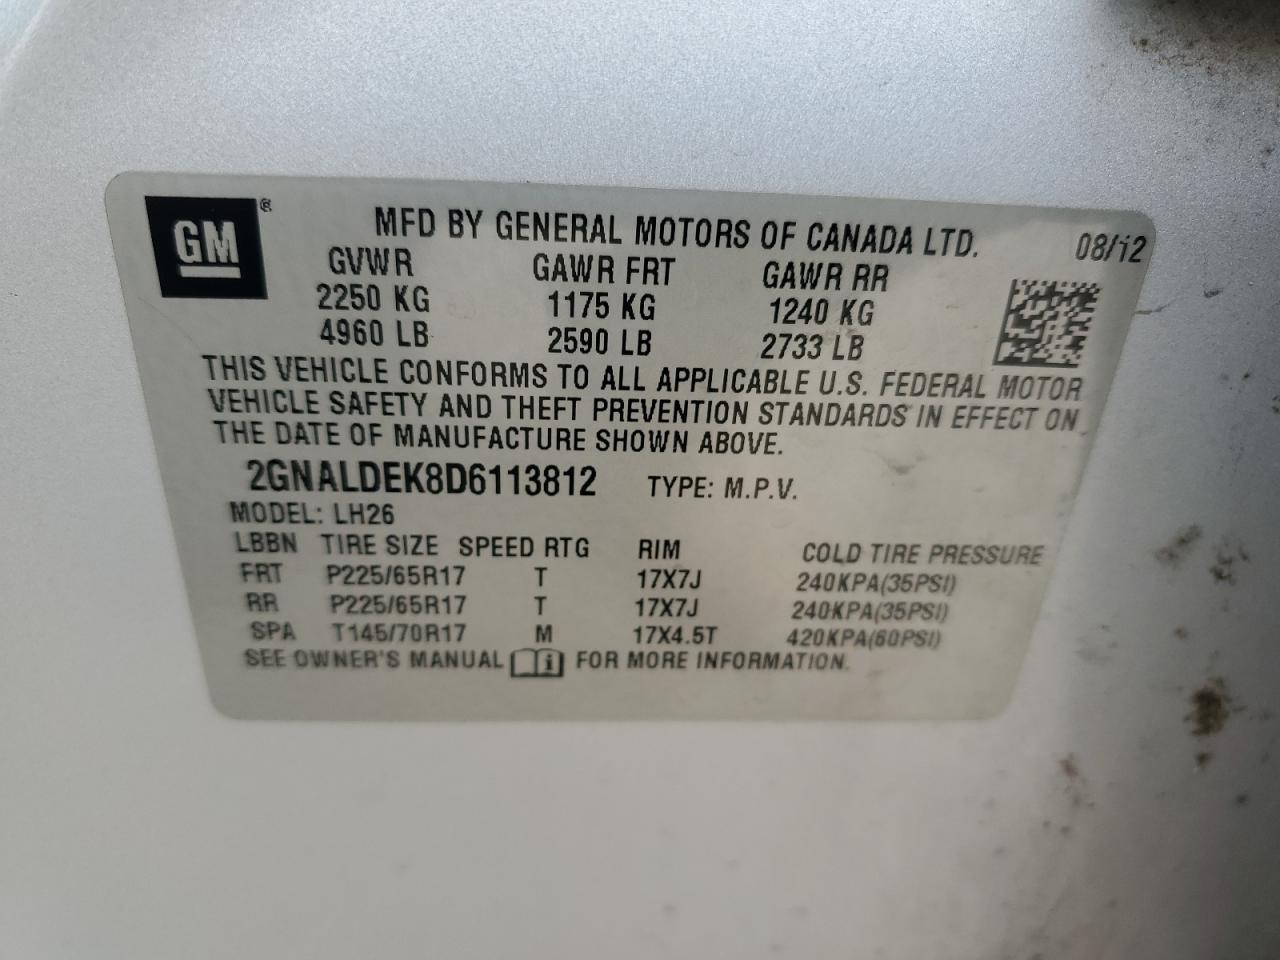 GM®
MFD BY GENERAL MOTORS OF CANADA LTD. 08/12
GVWR GAWR FRT GAWR RR
2250 KG 1175 KG 1240 KG
4960 LB 2590 LB 2733 LB
THIS VEHICLE CONFORMS TO ALL APPLICABLE U.S. FEDERAL MOTOR
VEHICLE SAFETY AND THEFT PREVENTION STANDARDS IN EFFECT ON
THE DATE OF MANUFACTURE SHOWN ABOVE.
2GNALDEK8D6113812 TYPE: M.P.V.
MODEL: LH26
LBBN TIRE SIZE SPEED RTG RIM COLD TIRE PRESSURE
FRT P225/65R17 T 17X7J 240KPA(35PSI)
RR P225/65R17 T 17X7J 240KPA(35PSI)
SPA T145/70R17 M 17X4.5T 420KPA(60PSI)
SEE OWNER'S MANUAL i FOR MORE INFORMATION.